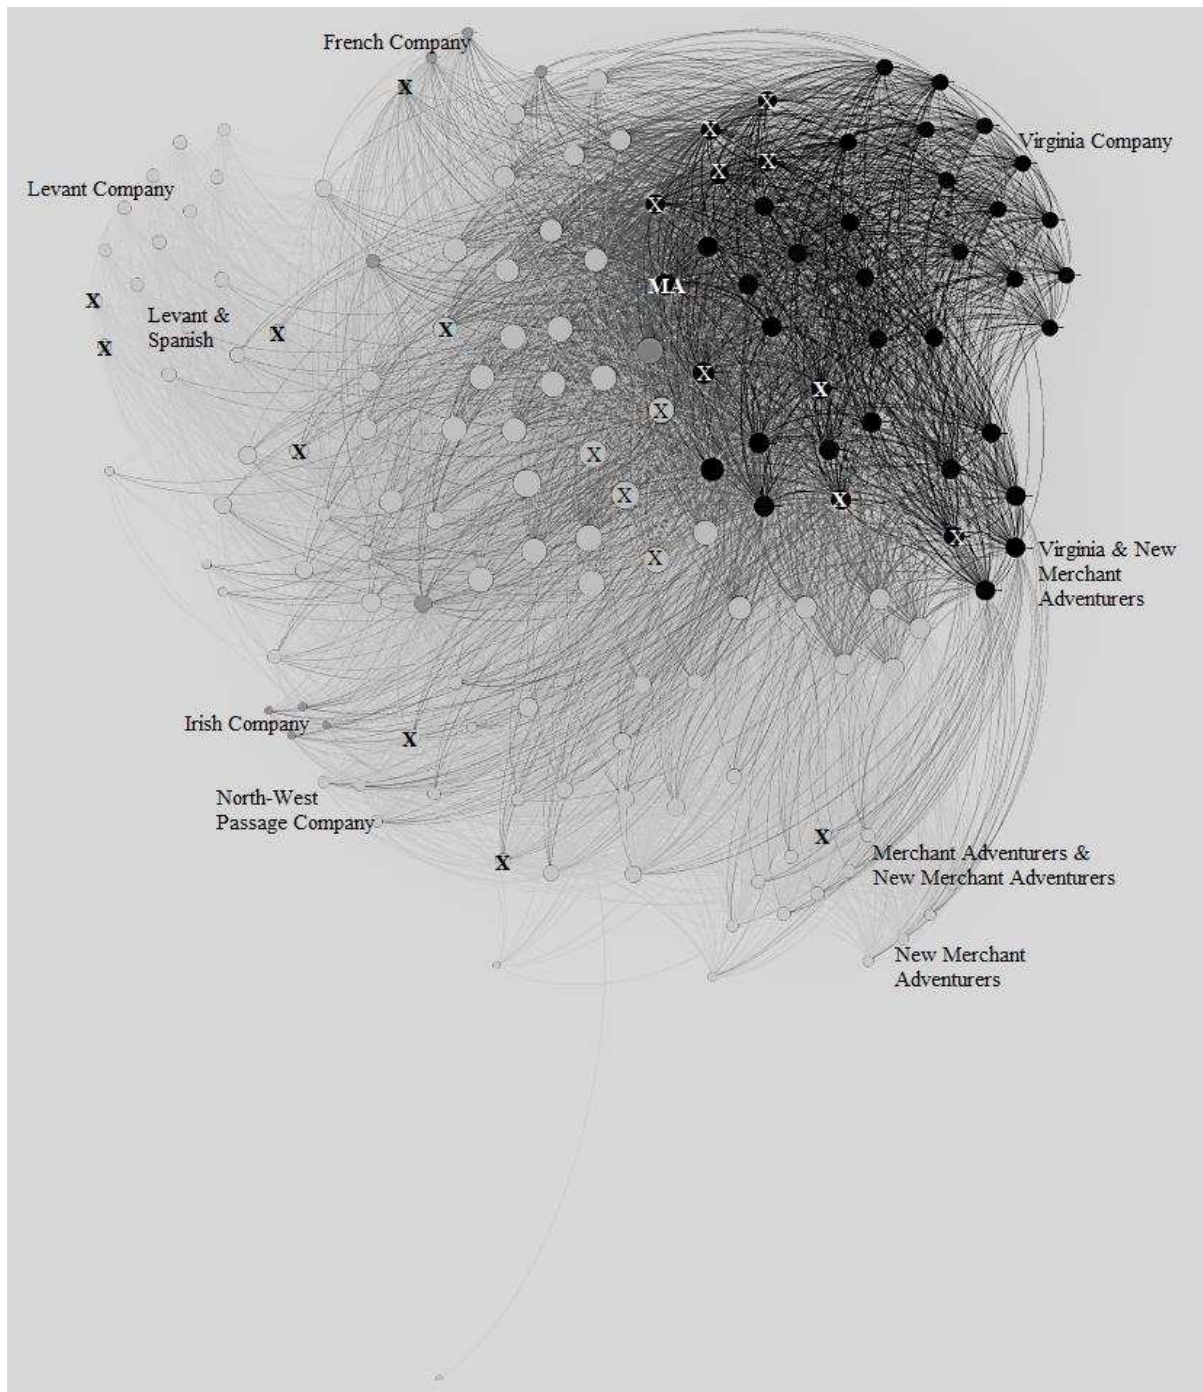 French Company
X
X
X
Virginia Company
X
X
Levant Company
X
MA
X
Levant &
Spanish
X
X
X
X
X
X
X
X
X
X
X
X
X
Virginia & New
Merchant
Adventurers
Irish Company
X
North-West
Passage Company
X
X
Merchant Adventurers &
New Merchant Adventurers
New Merchant
Adventurers